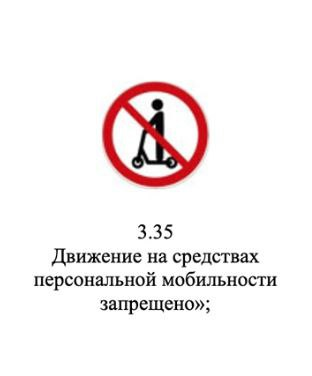 3.35
Движение на средствах
персональной мобильности
запрещено»;